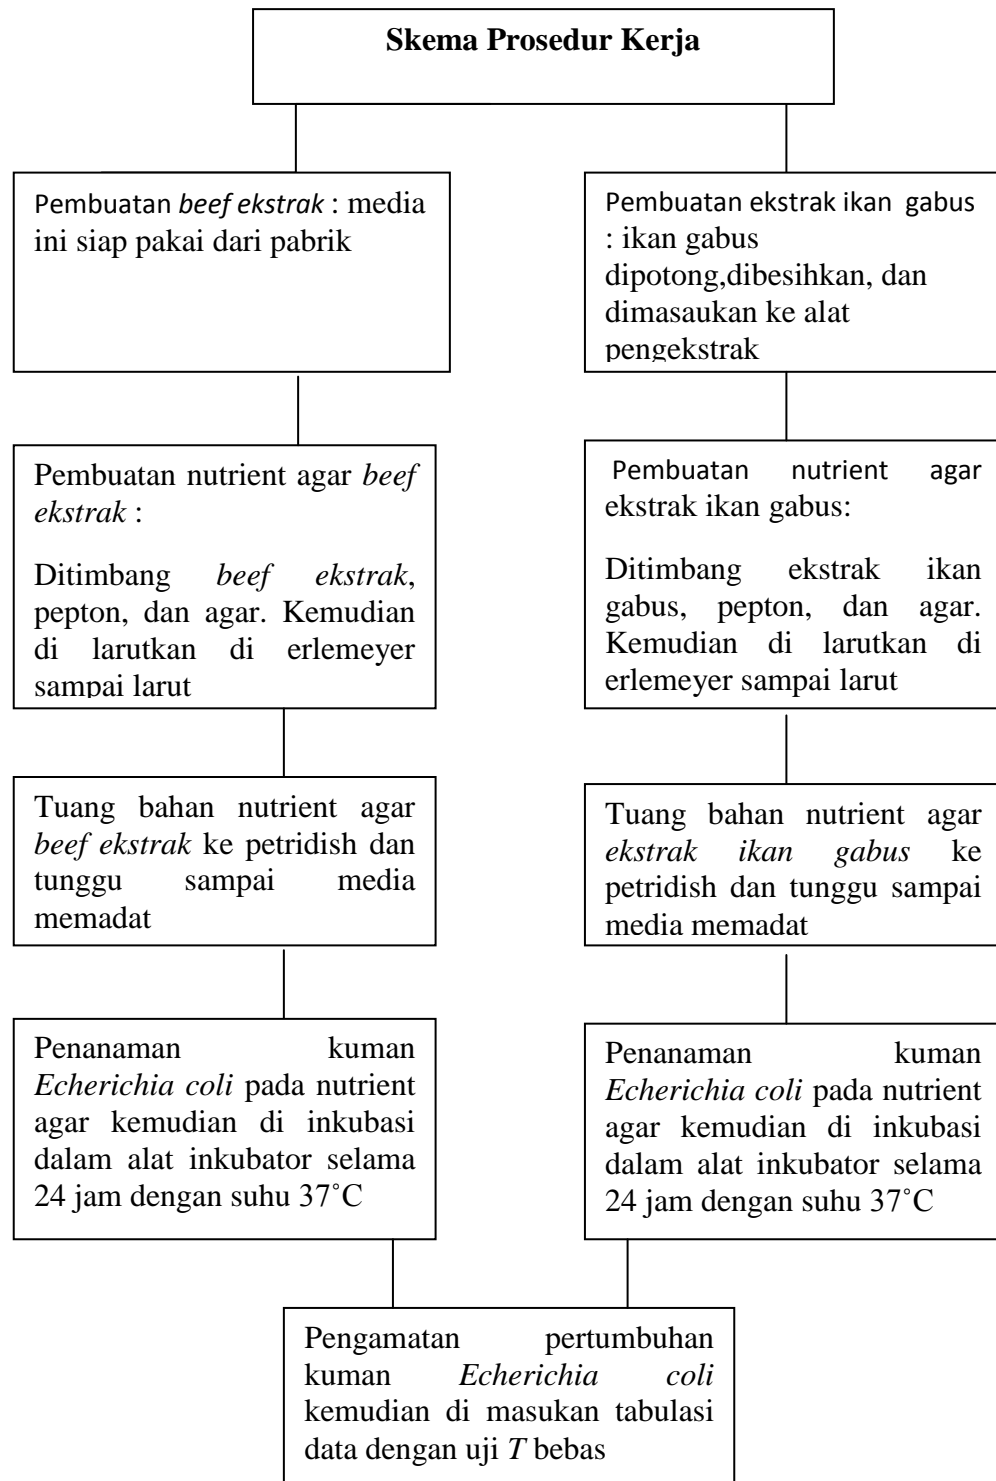 Skema Prosedur Kerja
Pembuatan beef ekstrak : media
ini siap pakai dari pabrik
Pembuatan ekstrak ikan gabus
: ikan gabus
dipotong,dibesihkan, dan
dimasaukan ke alat
pengekstrak
Pembuatan nutrient agar beef
ekstrak :
Ditimbang beef ekstrak,
pepton, dan agar. Kemudian
di larutkan di erlemeyer
sampai larut
Pembuatan nutrient agar
ekstrak ikan gabus:
Ditimbang ekstrak ikan
gabus, pepton, dan agar.
Kemudian di larutkan di
erlemeyer sampai larut
Tuang bahan nutrient agar
beef ekstrak ke petridish dan
tunggu sampai media
memadat
Tuang bahan nutrient agar
ekstrak ikan gabus ke
petridish dan tunggu sampai
media memadat
Penanaman kuman
Echerichia coli pada nutrient
agar kemudian di inkubasi
dalam alat inkubator selama
24 jam dengan suhu 37˚C
Penanaman kuman
Echerichia coli pada nutrient
agar kemudian di inkubasi
dalam alat inkubator selama
24 jam dengan suhu 37˚C
Pengamatan pertumbuhan
kuman Echerichia coli
kemudian di masukan tabulasi
data dengan uji T bebas